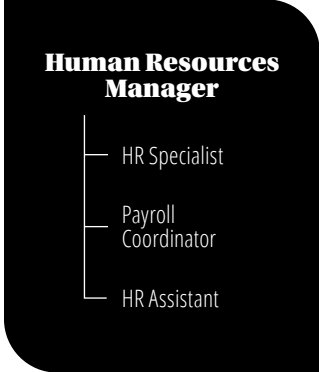 Human Resources
Manager
HR Specialist
Payroll
Coordinator
HR Assistant